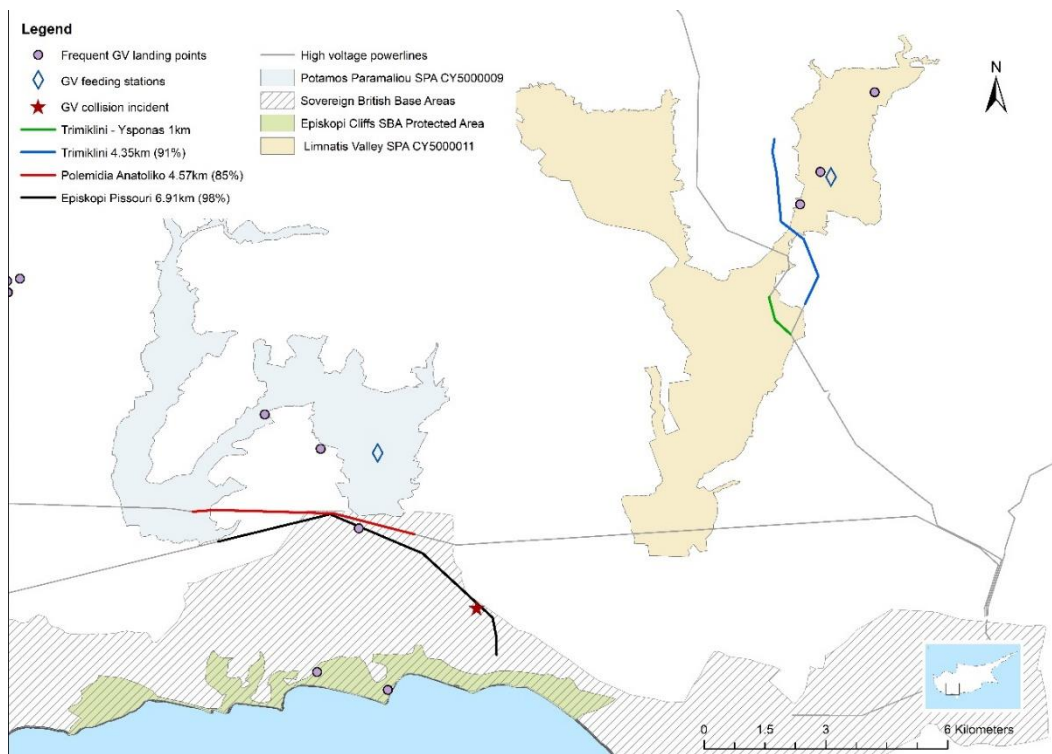 Legend
Frequent GV landing points
GV feeding stations
GV collision incident
Trimiklini - Ysponas 1km
Trimiklini 4.35km (91%)
Polemidia Anatoliko 4.57km (85%)
Episkopi Pissouri 6.91km (98%)
High voltage powerlines
Potamos Paramaliou SPA CY5000009
Sovereign British Base Areas
Episkopi Cliffs SBA Protected Area
Limnatis Valley SPA CY5000011
N
0 1.5 3 6 Kilometers